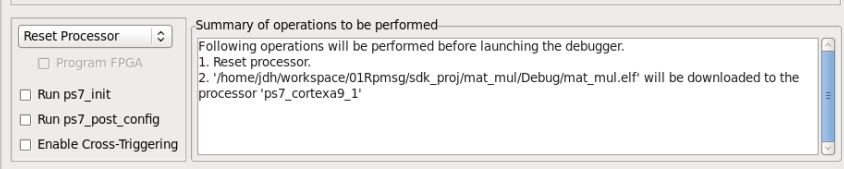 Reset Processor
Program FPGA
Run ps7_init
Run ps7_post_config
Enable Cross-Triggering
Summary of operations to be performed
Following operations will be performed before launching the debugger.
1. Reset processor.
2. '/home/jdh/workspace/01Rpmsg/sdk_proj/mat_mul/Debug/mat_mul.elf' will be downloaded to the
processor 'ps7_cortexa9_1'